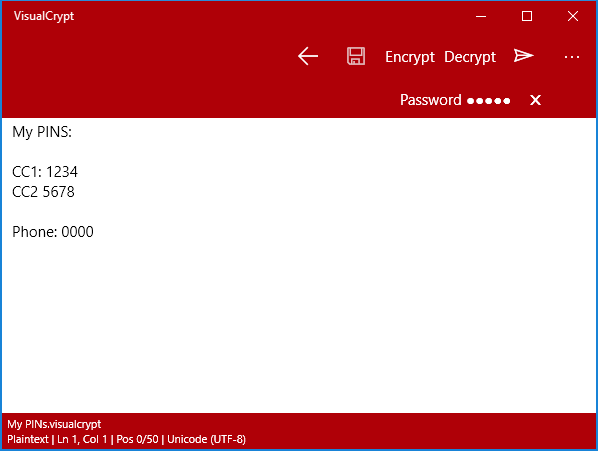 VisualCrypt
Encrypt Decrypt ...
Password ●●●●● x
My PINS:
CC1: 1234
CC2 5678
Phone: 0000
My PINs.visualcrypt
Plaintext | Ln 1, Col 1 | Pos 0/50 | Unicode (UTF-8)